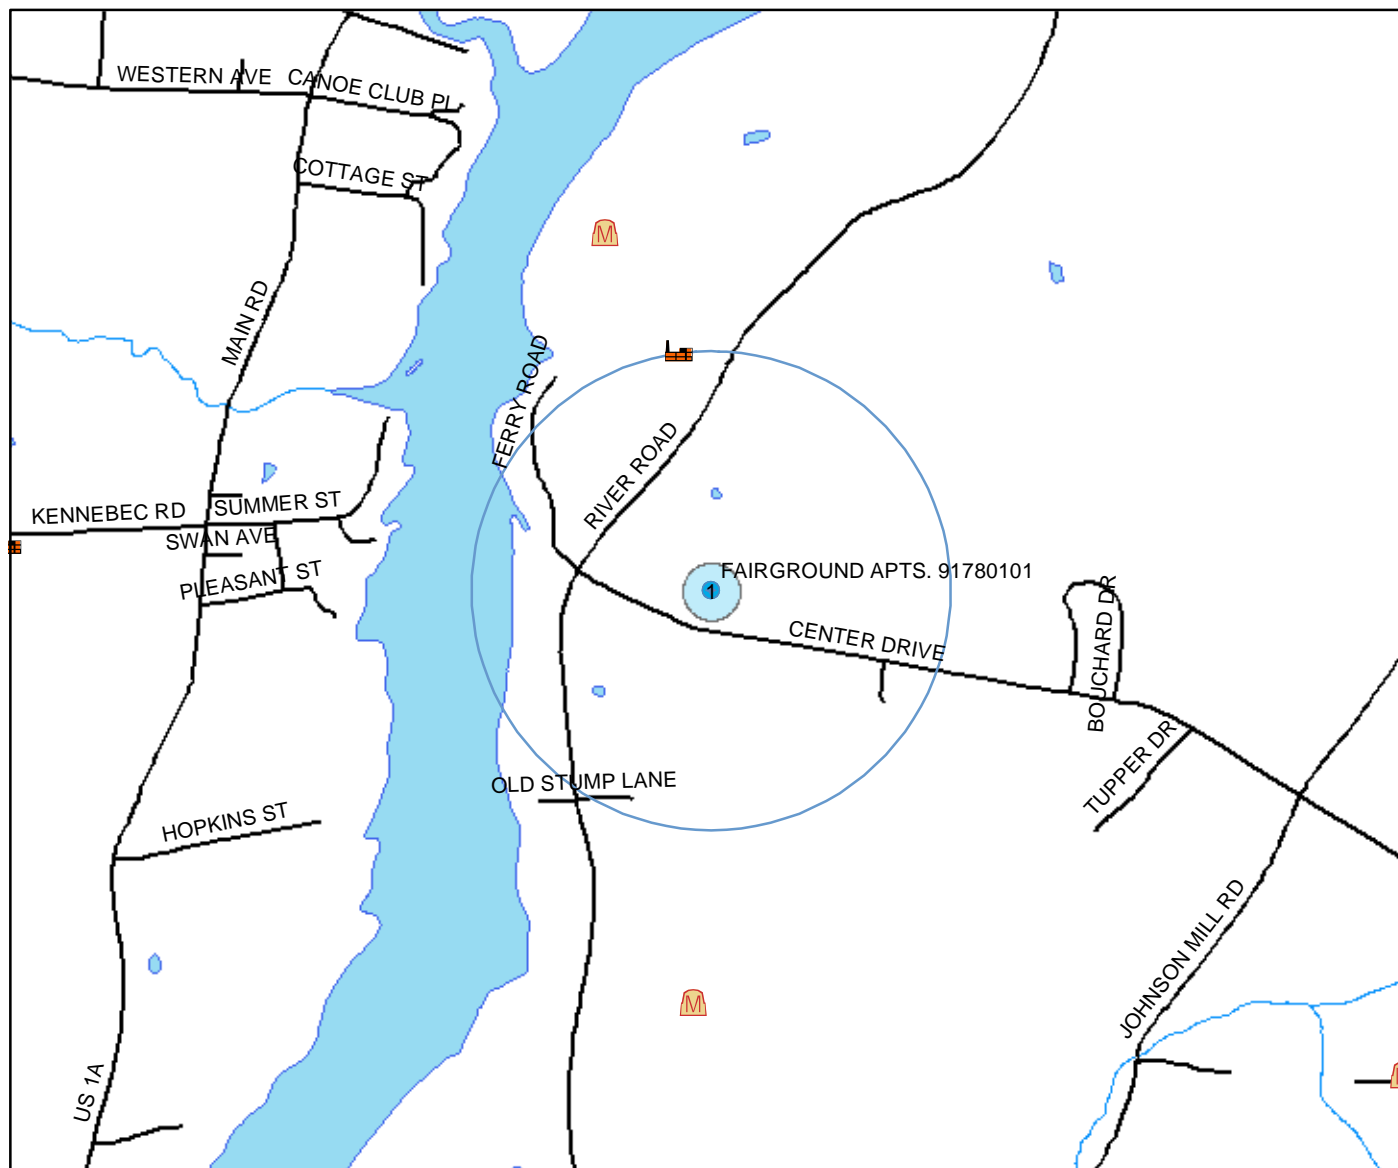 WESTERN AVE
CANOE CLUB PL
COTTAGE ST
M
MAIN RD
FERRY ROAD
RIVER ROAD
KENNEBEC RD
SUMMER ST
SWAN AVE
PLEASANT ST
FAIRGROUND APTS. 91780101
1
CENTER DRIVE
BOUCHARD DR
TUPPER DR
OLD STUMP LANE
HOPKINS ST
JOHNSON MILL RD
M
US 1A